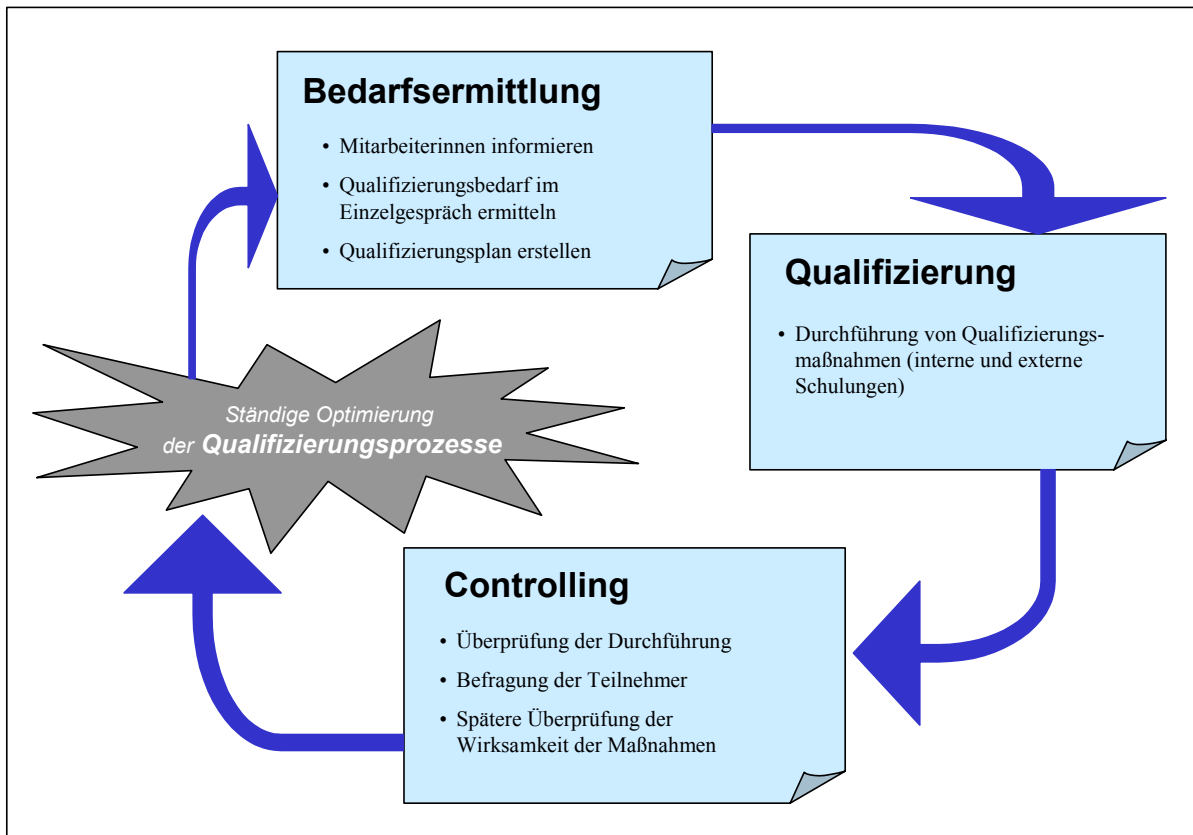 Bedarfsermittlung
• Mitarbeiterinnen informieren
• Qualifizierungsbedarf im
Einzelgespräch ermitteln
• Qualifizierungsplan erstellen
Qualifizierung
• Durchführung von Qualifizierungs-
maßnahmen (interne und externe
Schulungen)
Controlling
• Überprüfung der Durchführung
• Befragung der Teilnehmer
• Spätere Überprüfung der
Wirksamkeit der Maßnahmen
Ständige Optimierung
der Qualifizierungsprozesse